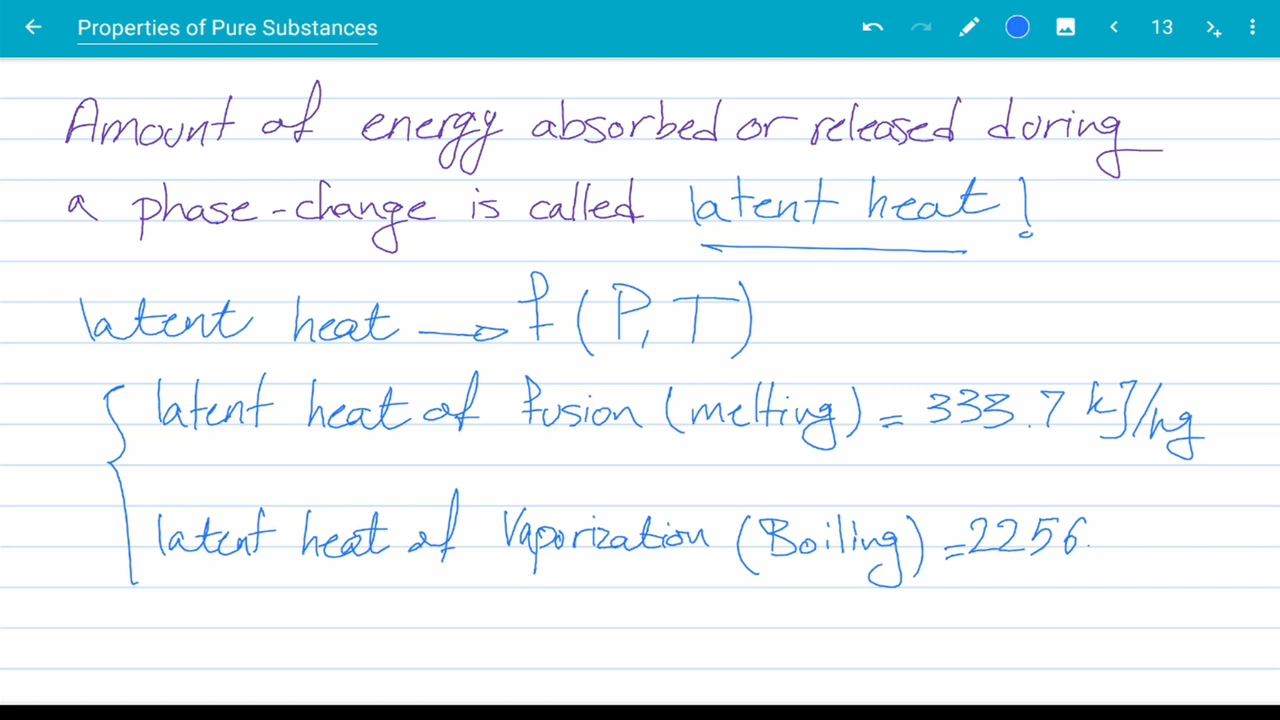 Properties of Pure Substances
13
Amount of energy absorbed or released during
a phase-change is called latent heat!
latent heat → f(P,T)
latent heat of fusion (melting) = 333.7 kJ/kg
latent heat of Vaporization (Boiling) = 2256.